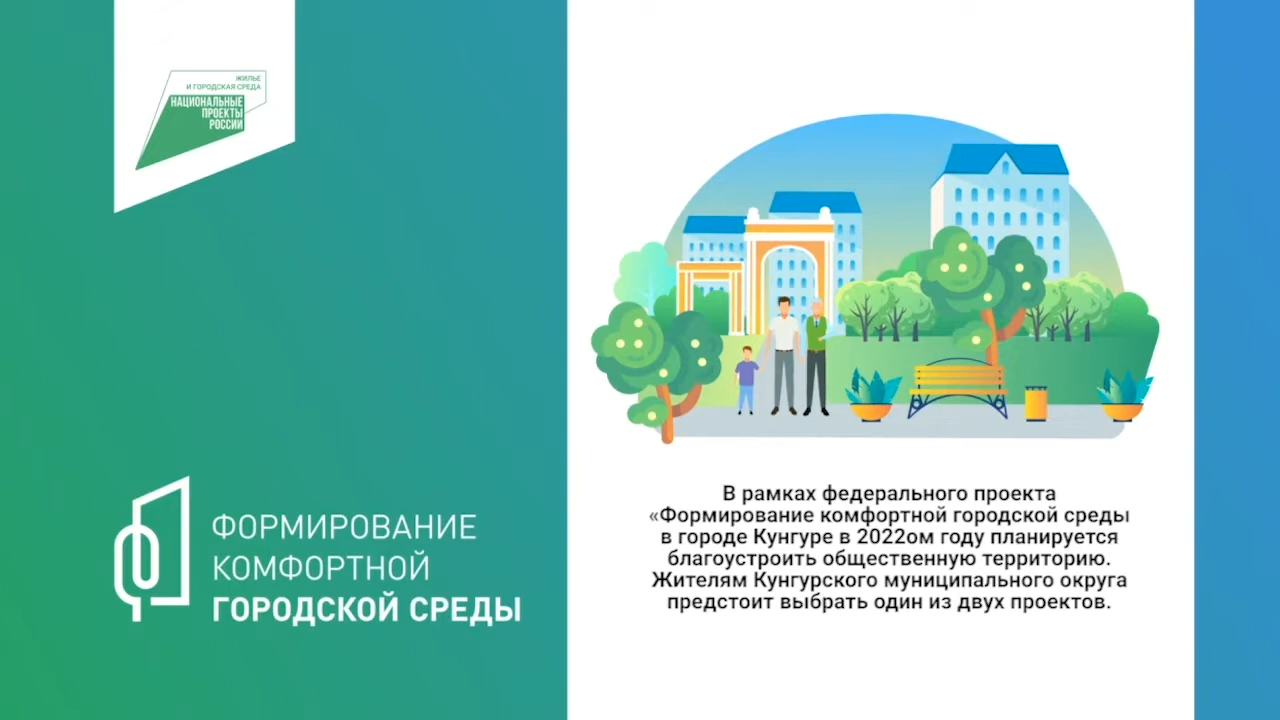 ЖИЛЬЕ
И ГОРОДСКАЯ СРЕДА
НАЦИОНАЛЬНЫЕ
ПРОЕКТЫ
РОССИИ
ФОРМИРОВАНИЕ
КОМФОРТНОЙ
ГОРОДСКОЙ СРЕДЫ
В рамках федерального проекта
«Формирование комфортной городской среды
в городе Кунгуре в 2022ом году планируется
благоустроить общественную территорию.
Жителям Кунгурского муниципального округа
предстоит выбрать один из двух проектов.